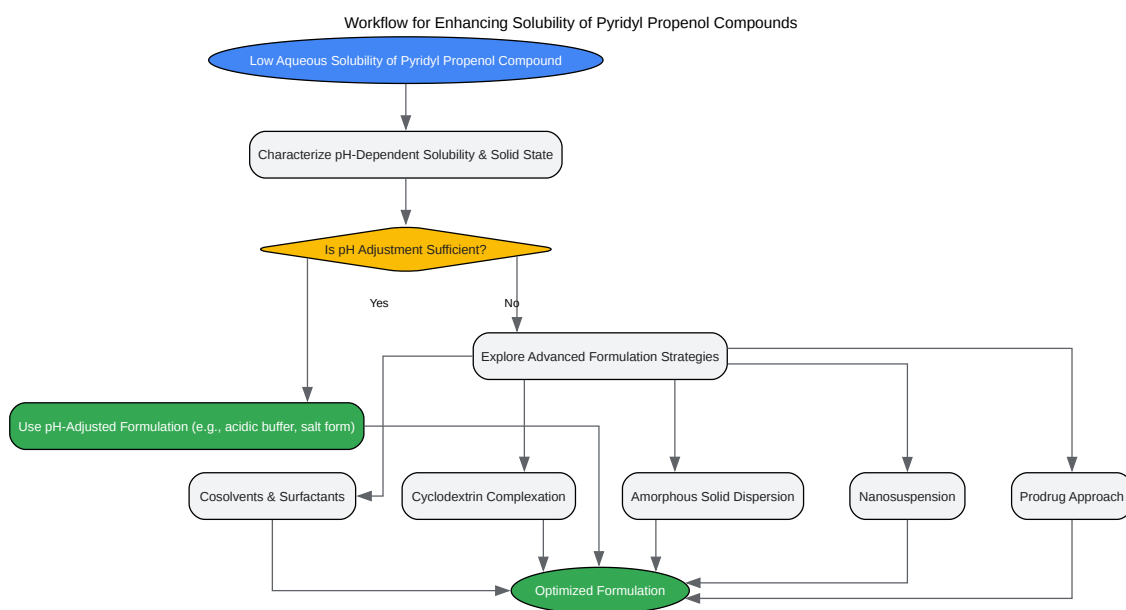 Workflow for Enhancing Solubility of Pyridyl Propenol Compounds
Low Aqueous Solubility of Pyridyl Propenol Compound
Characterize pH-Dependent Solubility & Solid State
Is pH Adjustment Sufficient?
Yes
No
Explore Advanced Formulation Strategies
Use pH-Adjusted Formulation (e.g., acidic buffer, salt form)
Cosolvents & Surfactants
Cyclodextrin Complexation
Amorphous Solid Dispersion
Nanosuspension
Prodrug Approach
Optimized Formulation